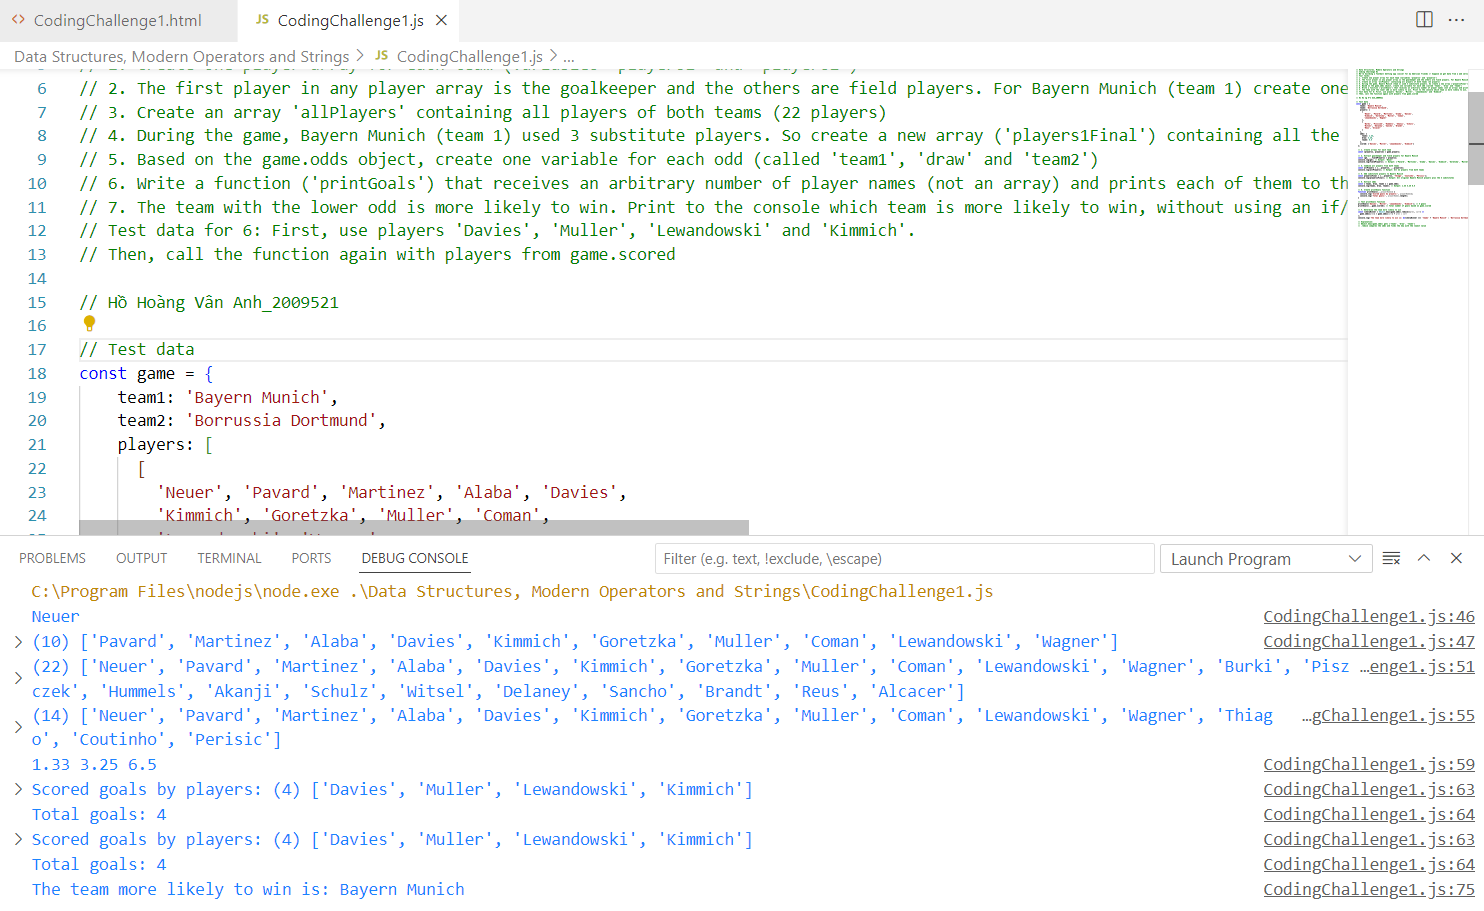 CodingChallenge1.html
JS CodingChallenge1.js
Data Structures, Modern Operators and Strings > JS CodingChallenge1.js > ...
6 // 2. The first player in any player array is the goalkeeper and the others are field players. For Bayern Munich (team 1) create one
7 // 3. Create an array 'allPlayers' containing all players of both teams (22 players)
8 // 4. During the game, Bayern Munich (team 1) used 3 substitute players. So create a new array ('players1Final') containing all the
9 // 5. Based on the game.odds object, create one variable for each odd (called 'team1', 'draw' and 'team2')
10 // 6. Write a function ('printGoals') that receives an arbitrary number of player names (not an array) and prints each of them to th
11 // 7. The team with the lower odd is more likely to win. Print to the console which team is more likely to win, without using an if/
12 // Test data for 6: First, use players 'Davies', 'Muller', 'Lewandowski' and 'Kimmich'.
13 // Then, call the function again with players from game.scored
14
15 // Hồ Hoàng Vân Anh_2009521
16
17 // Test data
18 const game = {
19 team1: 'Bayern Munich',
20 team2: 'Borrussia Dortmund',
21 players: [
22 [
23 'Neuer', 'Pavard', 'Martinez', 'Alaba', 'Davies',
24 'Kimmich', 'Goretzka', 'Muller', 'Coman',
PROBLEMS OUTPUT TERMINAL PORTS DEBUG CONSOLE Filter (e.g. text, !exclude, \escape) Launch Program
C:\Program Files\nodejs\node.exe .\Data Structures, Modern Operators and Strings\CodingChallenge1.js
Neuer CodingChallenge1.js:46
(10) ['Pavard', 'Martinez', 'Alaba', 'Davies', 'Kimmich', 'Goretzka', 'Muller', 'Coman', 'Lewandowski', 'Wagner'] CodingChallenge1.js:47
(22) ['Neuer', 'Pavard', 'Martinez', 'Alaba', 'Davies', 'Kimmich', 'Goretzka', 'Muller', 'Coman', 'Lewandowski', 'Wagner', 'Burki', 'Pisz …enge1.js:51
czek', 'Hummels', 'Akanji', 'Schulz', 'Witsel', 'Delaney', 'Sancho', 'Brandt', 'Reus', 'Alcacer']
(14) ['Neuer', 'Pavard', 'Martinez', 'Alaba', 'Davies', 'Kimmich', 'Goretzka', 'Muller', 'Coman', 'Lewandowski', 'Wagner', 'Thiag …gChallenge1.js:55
o', 'Coutinho', 'Perisic']
1.33 3.25 6.5 CodingChallenge1.js:59
Scored goals by players: (4) ['Davies', 'Muller', 'Lewandowski', 'Kimmich'] CodingChallenge1.js:63
Total goals: 4 CodingChallenge1.js:64
Scored goals by players: (4) ['Davies', 'Muller', 'Lewandowski', 'Kimmich'] CodingChallenge1.js:63
Total goals: 4 CodingChallenge1.js:64
The team more likely to win is: Bayern Munich CodingChallenge1.js:75